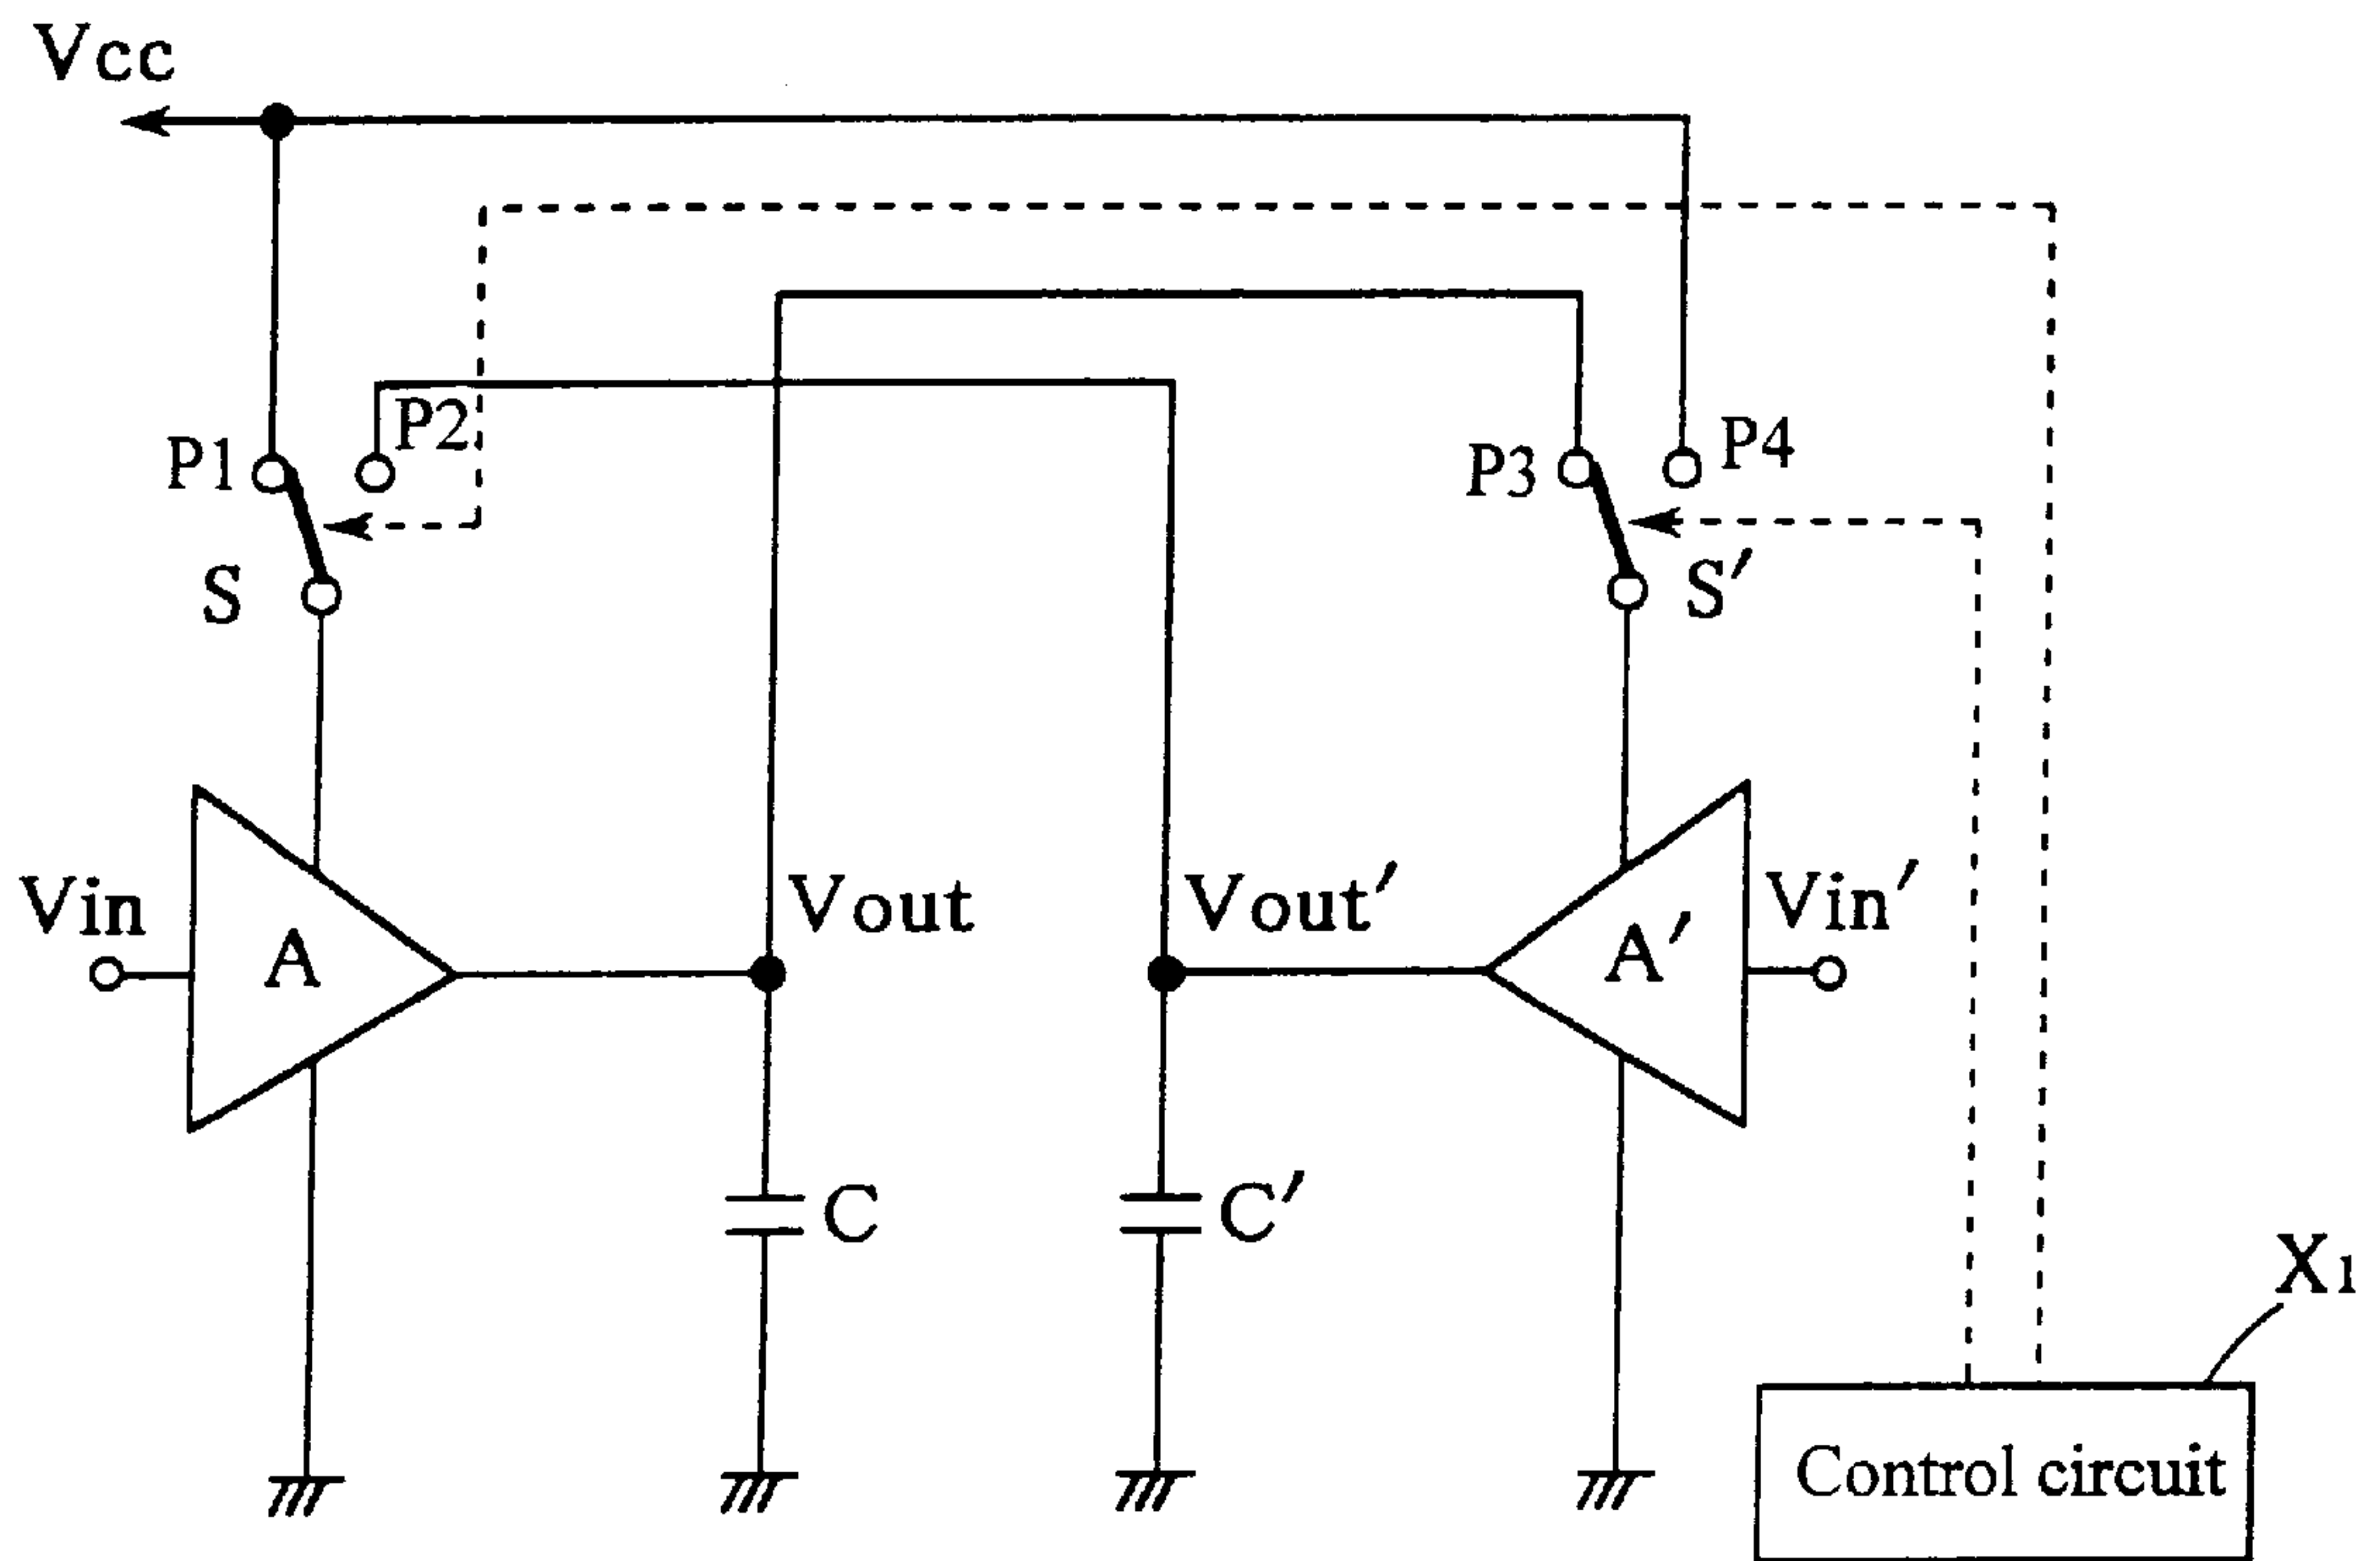 Vcc
P1
P2
P3
P4
S
S′
Vin
A
Vout
Vout′
A′
Vin′
C
C′
X1
Control circuit